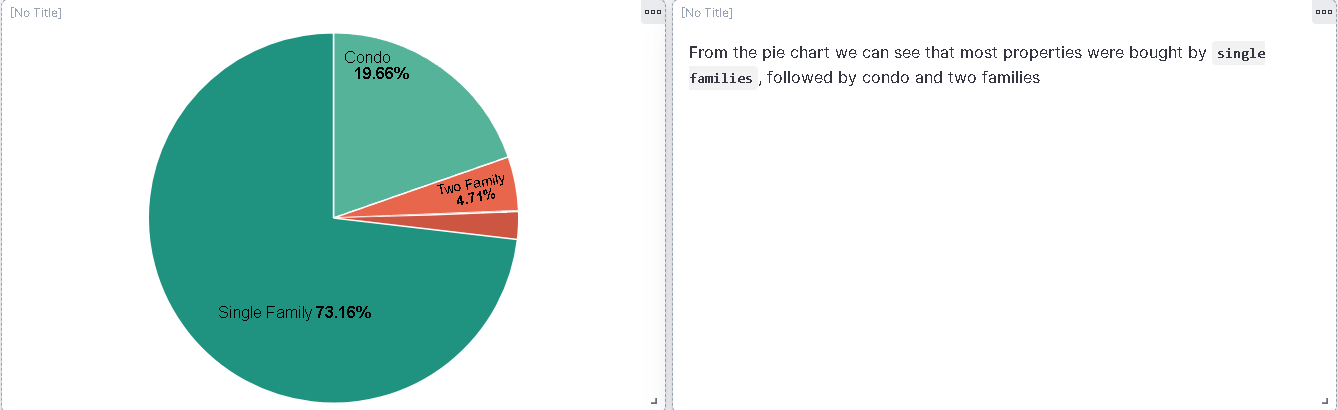 [No Title]
Condo
19.66%
Two Family
4.71%
Single Family 73.16%
[No Title]
From the pie chart we can see that most properties were bought by single
families, followed by condo and two families